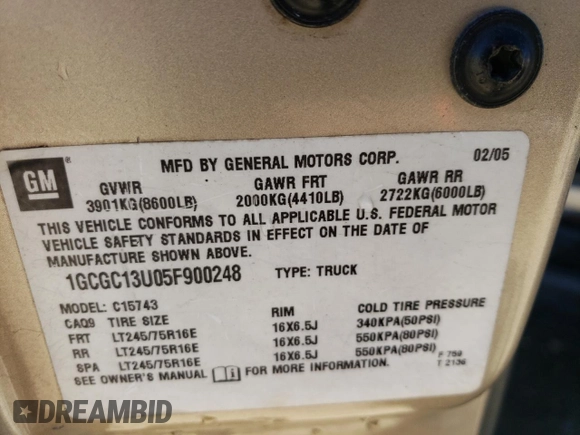 GM
®
MFD BY GENERAL MOTORS CORP. 02/05
GVWR GAWR FRT GAWR RR
3901KG(8600LB) 2000KG(4410LB) 2722KG(6000LB)
THIS VEHICLE CONFORMS TO ALL APPLICABLE U.S. FEDERAL MOTOR
VEHICLE SAFETY STANDARDS IN EFFECT ON THE DATE OF
MANUFACTURE SHOWN ABOVE.
1GCGC13U05F900248 TYPE: TRUCK
MODEL: C15743
CAQ9 TIRE SIZE RIM COLD TIRE PRESSURE
FRT LT245/75R16E 16X6.5J 340KPA(50PSI)
RR LT245/75R16E 16X6.5J 550KPA(80PSI)
SPA LT245/75R16E 16X6.5J 550KPA(80PSI)
SEE OWNER'S MANUAL FOR MORE INFORMATION.
F 759
T 2136
DREAMBID